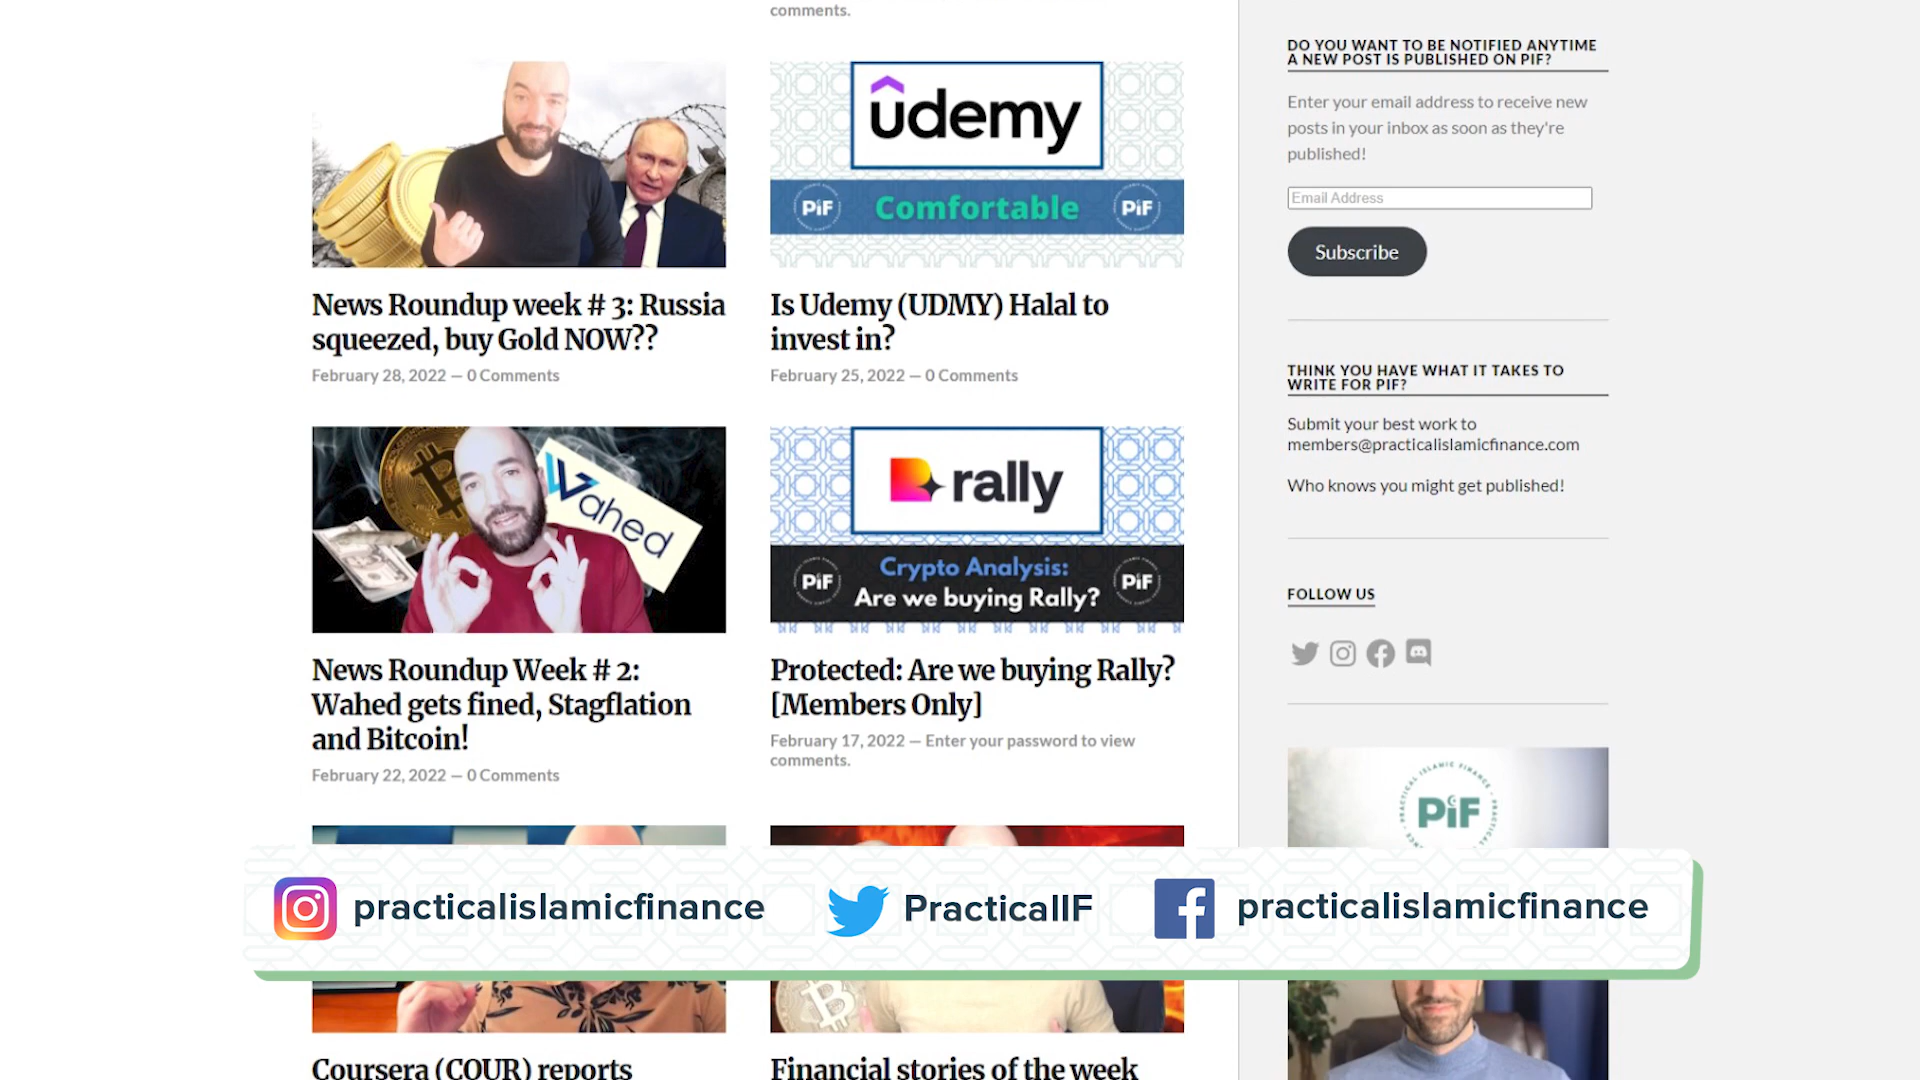 comments.
udemy
PiF
Comfortable
PiF
News Roundup week # 3: Russia
squeezed, buy Gold NOW??
February 28, 2022 — 0 Comments
Is Udemy (UDMY) Halal to
invest in?
February 25, 2022 — 0 Comments
Wahed
rally
PiF
Crypto Analysis:
Are we buying Rally?
PiF
News Roundup Week # 2:
Wahed gets fined, Stagflation
and Bitcoin!
February 22, 2022 — 0 Comments
Protected: Are we buying Rally?
[Members Only]
February 17, 2022 — Enter your password to view
comments.
Coursera (COUR) reports
Financial stories of the week
DO YOU WANT TO BE NOTIFIED ANYTIME
A NEW POST IS PUBLISHED ON PIF?
Enter your email address to receive new
posts in your inbox as soon as they're
published!
Email Address
Subscribe
THINK YOU HAVE WHAT IT TAKES TO
WRITE FOR PIF?
Submit your best work to
members@practicalislamicfinance.com
Who knows you might get published!
FOLLOW US
PRACTICAL ISLAMIC FINANCE
PiF
practicalislamicfinance
PracticalIF
practicalislamicfinance